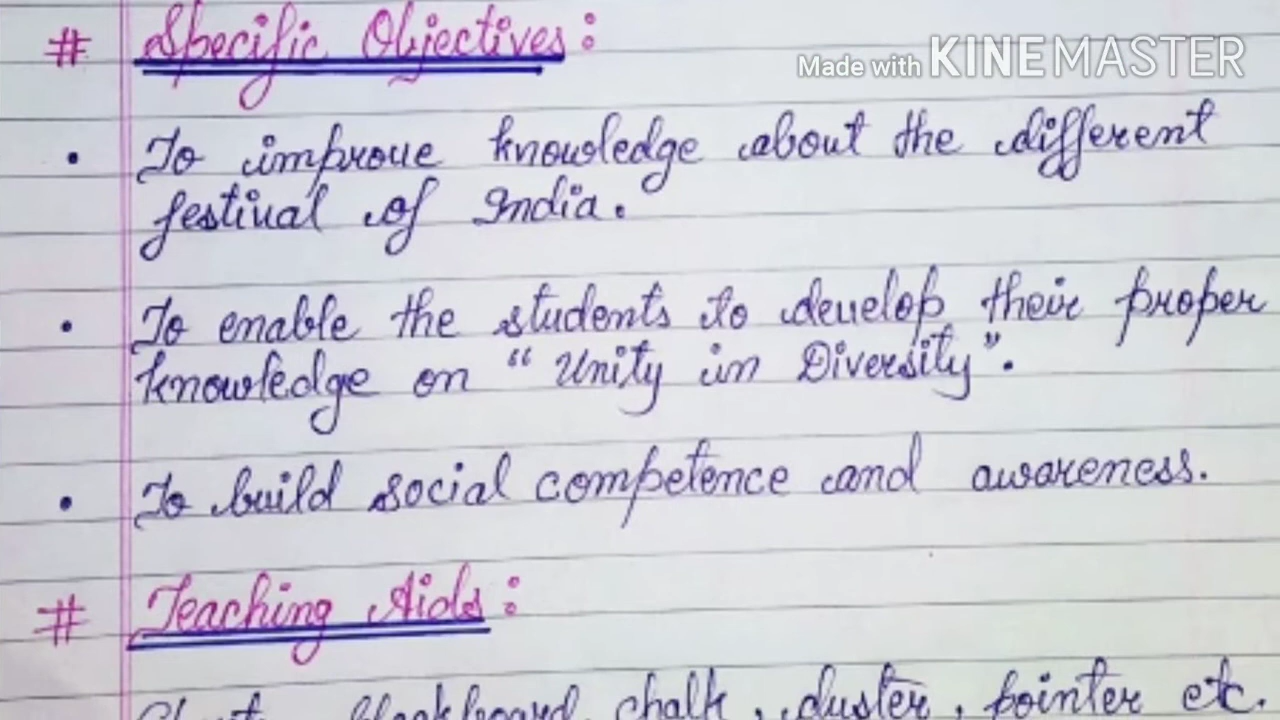 # Specific Objectives:
Made with KINEMASTER
• To improve knowledge about the different
festival of India.
• To enable the students to develop their proper
knowledge on "Unity in Diversity".
• To build social competence and awareness.
# Teaching Aids:
Chart, blackboard, chalk, duster, pointer etc.